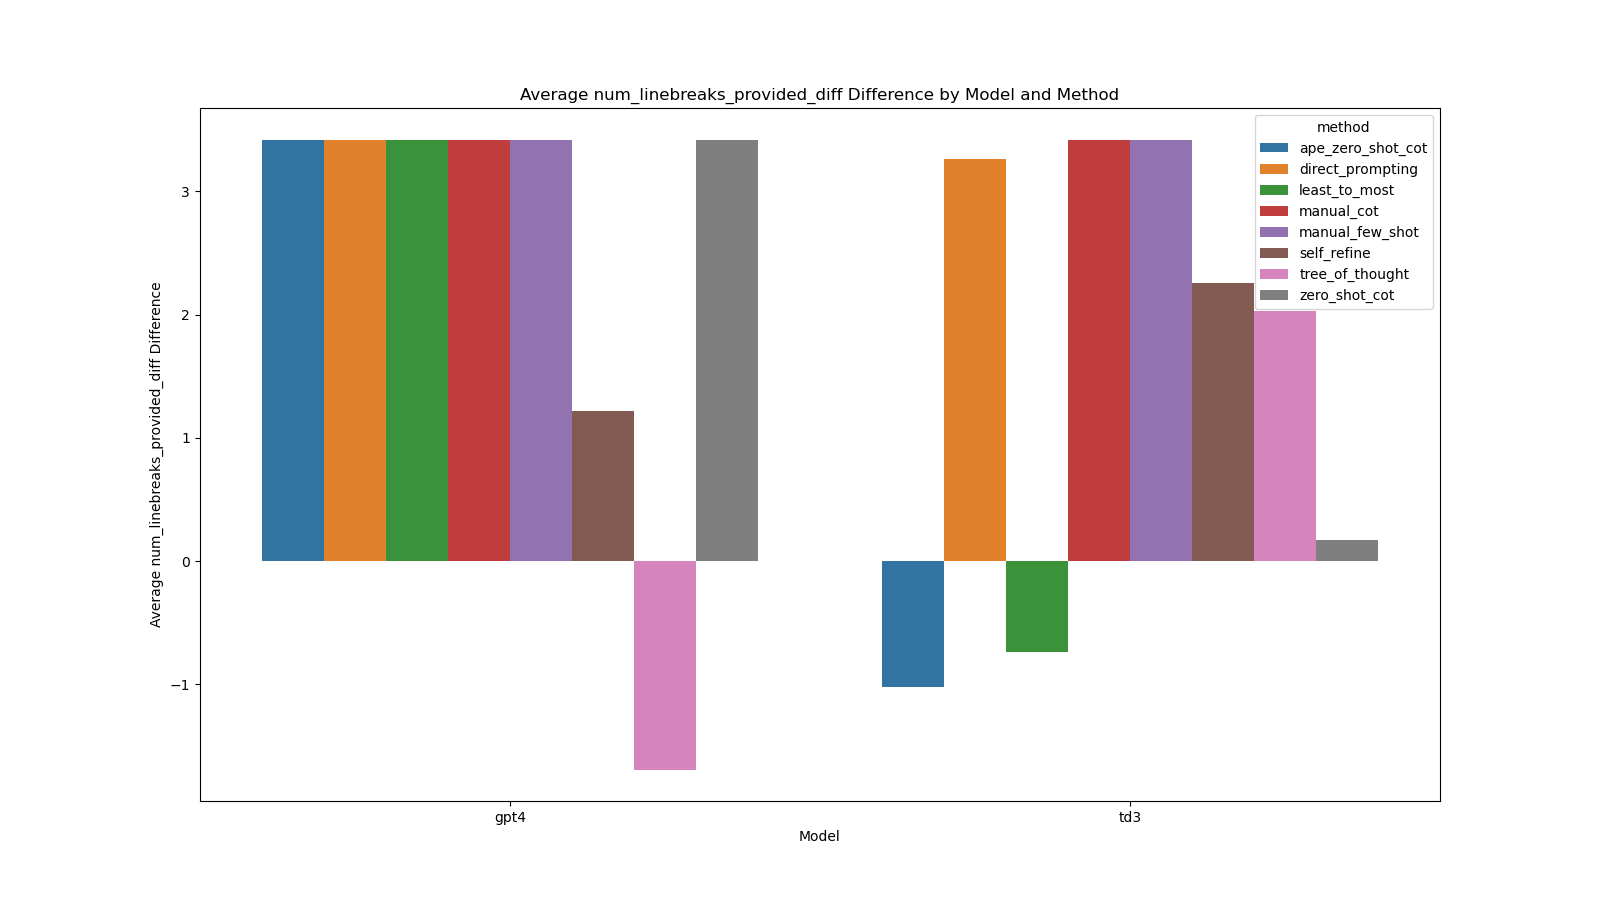 Average num_linebreaks_provided_diff Difference by Model and Method
method
ape_zero_shot_cot
direct_prompting
least_to_most
manual_cot
manual_few_shot
self_refine
tree_of_thought
zero_shot_cot
Average num_linebreaks_provided_diff Difference
3
2
1
0
−1
gpt4
td3
Model